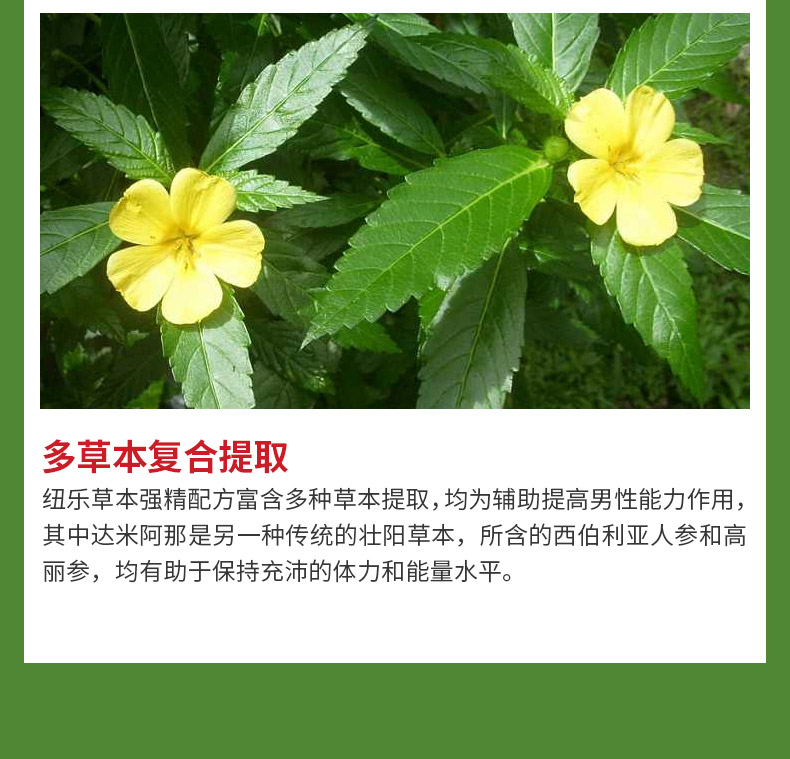 多草本复合提取
纽乐草本强精配方富含多种草本提取，均为辅助提高男性能力作用，
其中达米阿那是另一种传统的壮阳草本，所含的西伯利亚人参和高
丽参，均有助于保持充沛的体力和能量水平。